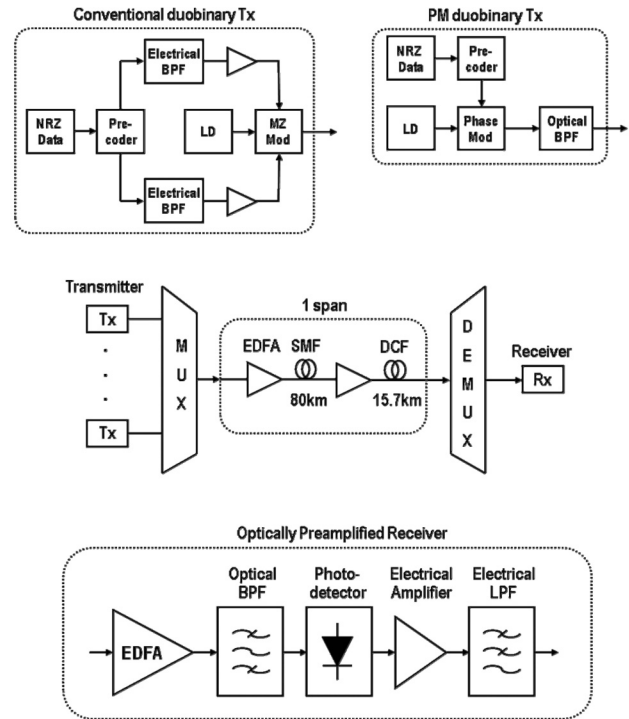 Conventional duobinary Tx
Electrical
BPF
NRZ
Data
Pre-
coder
LD
MZ
Mod
Electrical
BPF
PM duobinary Tx
NRZ
Data
Pre-
coder
LD
Phase
Mod
Optical
BPF
Transmitter
Tx
.
.
.
Tx
MUX
1 span
EDFA
SMF
DCF
80km
15.7km
DEMUX
Receiver
Rx
Optically Preamplified Receiver
Optical
BPF
Photo-
detector
Electrical
Amplifier
Electrical
LPF
EDFA